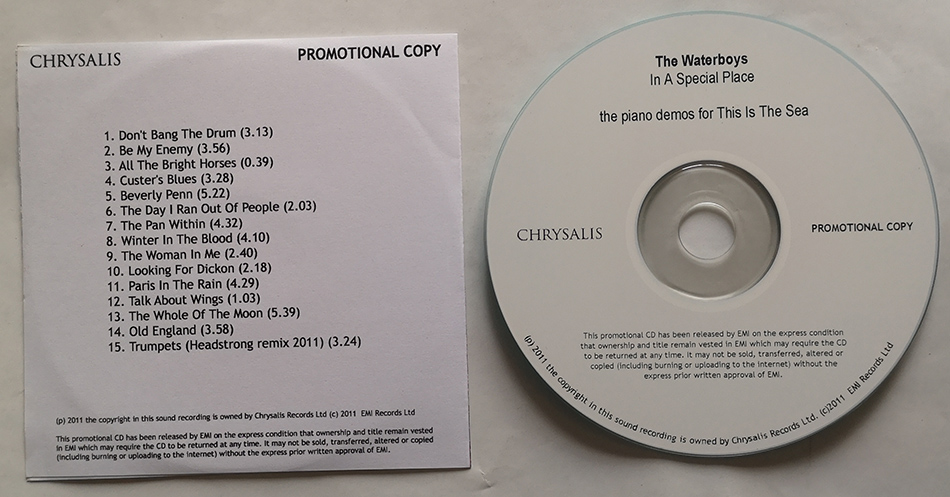 CHRYSALIS
PROMOTIONAL COPY
1. Don't Bang The Drum (3.13)
2. Be My Enemy (3.56)
3. All The Bright Horses (0.39)
4. Custer's Blues (3.28)
5. Beverly Penn (5.22)
6. The Day I Ran Out Of People (2.03)
7. The Pan Within (4.32)
8. Winter In The Blood (4.10)
9. The Woman In Me (2.40)
10. Looking For Dickon (2.18)
11. Paris In The Rain (4.29)
12. Talk About Wings (1.03)
13. The Whole Of The Moon (5.39)
14. Old England (3.58)
15. Trumpets (Headstrong remix 2011) (3.24)
(p) 2011 the copyright in this sound recording is owned by Chrysalis Records Ltd (c) 2011 EMI Records Ltd
This promotional CD has been released by EMI on the express condition that ownership and title remain vested
in EMI which may require the CD to be returned at any time. It may not be sold, transferred, altered or copied
(including burning or uploading to the internet) without the express prior written approval of EMI.
The Waterboys
In A Special Place
the piano demos for This Is The Sea
CHRYSALIS
PROMOTIONAL COPY
This promotional CD has been released by EMI on the express condition
that ownership and title remain vested in EMI which may require the CD
to be returned at any time. It may not be sold, transferred, altered or
copied (including burning or uploading to the internet) without the
express prior written approval of EMI.
(p) 2011 the copyright in this sound recording is owned by Chrysalis Records Ltd. (c)2011 EMI Records Ltd